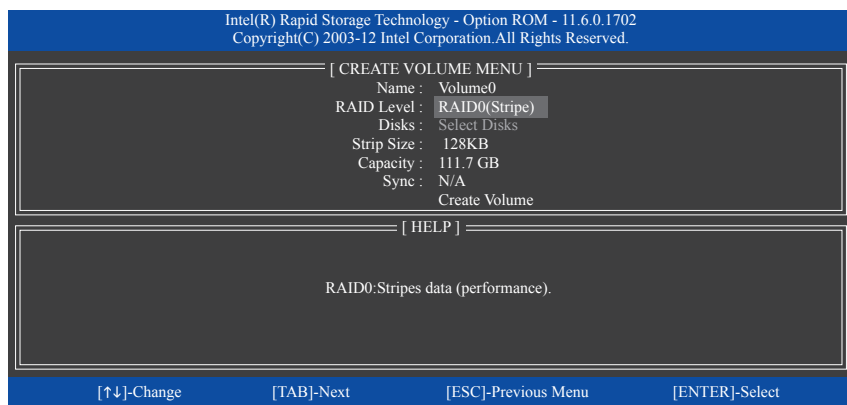 Intel(R) Rapid Storage Technology - Option ROM - 11.6.0.1702
Copyright(C) 2003-12 Intel Corporation.All Rights Reserved.
[ CREATE VOLUME MENU ]
Name : Volume0
RAID Level : RAID0(Stripe)
Disks : Select Disks
Strip Size : 128KB
Capacity : 111.7 GB
Sync : N/A
Create Volume
[ HELP ]
RAID0:Stripes data (performance).
[↑↓]-Change [TAB]-Next [ESC]-Previous Menu [ENTER]-Select